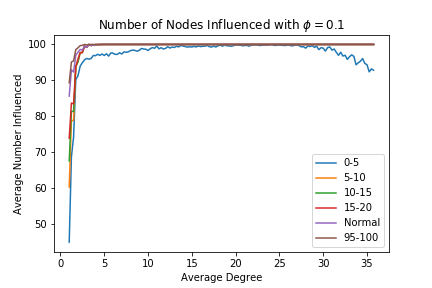 Number of Nodes Influenced with ϕ = 0.1
Average Number Influenced
100
90
80
70
60
50
0-5
5-10
10-15
15-20
Normal
95-100
0 5 10 15 20 25 30 35
Average Degree